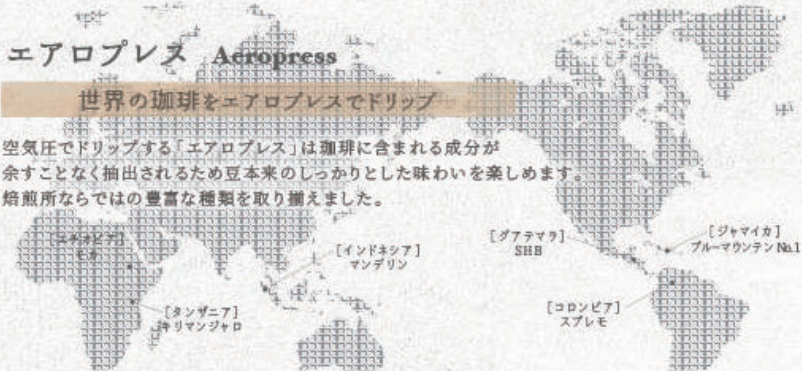 エアロプレス Aeropress
世界の珈琲をエアロプレスでドリップ
空気圧でドリップする「エアロプレス」は珈琲に含まれる成分が
余すことなく抽出されるため豆本来のしっかりとした味わいを楽しめます。
焙煎所ならではの豊富な種類を取り揃えました。
[エチオピア]
モカ
[タンザニア]
キリマンジャロ
[インドネシア]
マンデリン
[グアテマラ]
SHB
[ジャマイカ]
ブルーマウンテン No.1
[コロンビア]
スプレモ